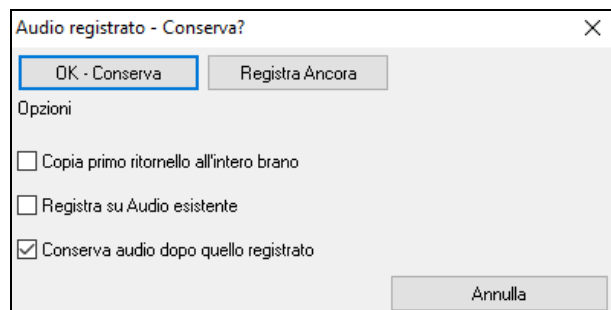 Audio registrato - Conserva?
OK - Conserva
Registra Ancora
Opzioni
Copia primo ritornello all'intero brano
Registra su Audio esistente
Conserva audio dopo quello registrato
Annulla